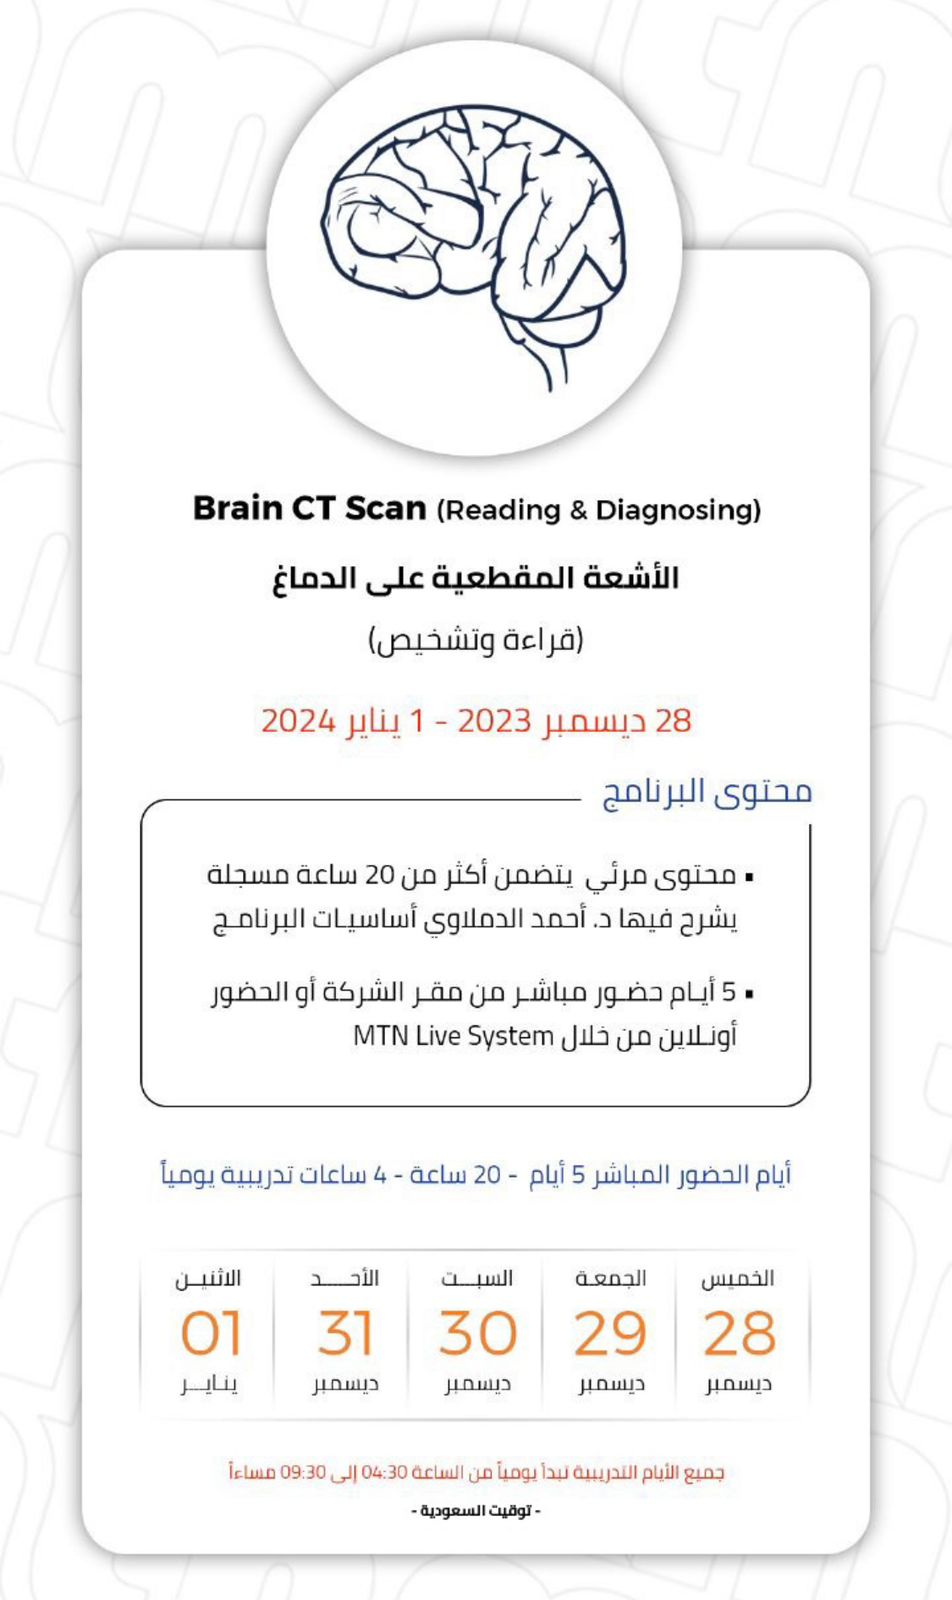 Brain CT Scan (Reading & Diagnosing)
الأشعة المقطعية على الدماغ
(قراءة وتشخيص)
28 ديسمبر 2023 - 1 يناير 2024
محتوى البرنامج
▪ محتوى مرئي يتضمن أكثر من 20 ساعة مسجلة
يشرح فيها د. أحمد الدملاوي أساسيات البرنامج
▪ 5 أيام حضور مباشر من مقر الشركة أو الحضور
أونلاين من خلال MTN Live System
أيام الحضور المباشر 5 أيام - 20 ساعة - 4 ساعات تدريبية يومياً
الخميس الجمعة السبت الأحد الاثنين
28 29 30 31 01
ديسمبر ديسمبر ديسمبر ديسمبر يناير
جميع الأيام التدريبية تبدأ يومياً من الساعة 04:30 إلى 09:30 مساءاً
- توقيت السعودية -